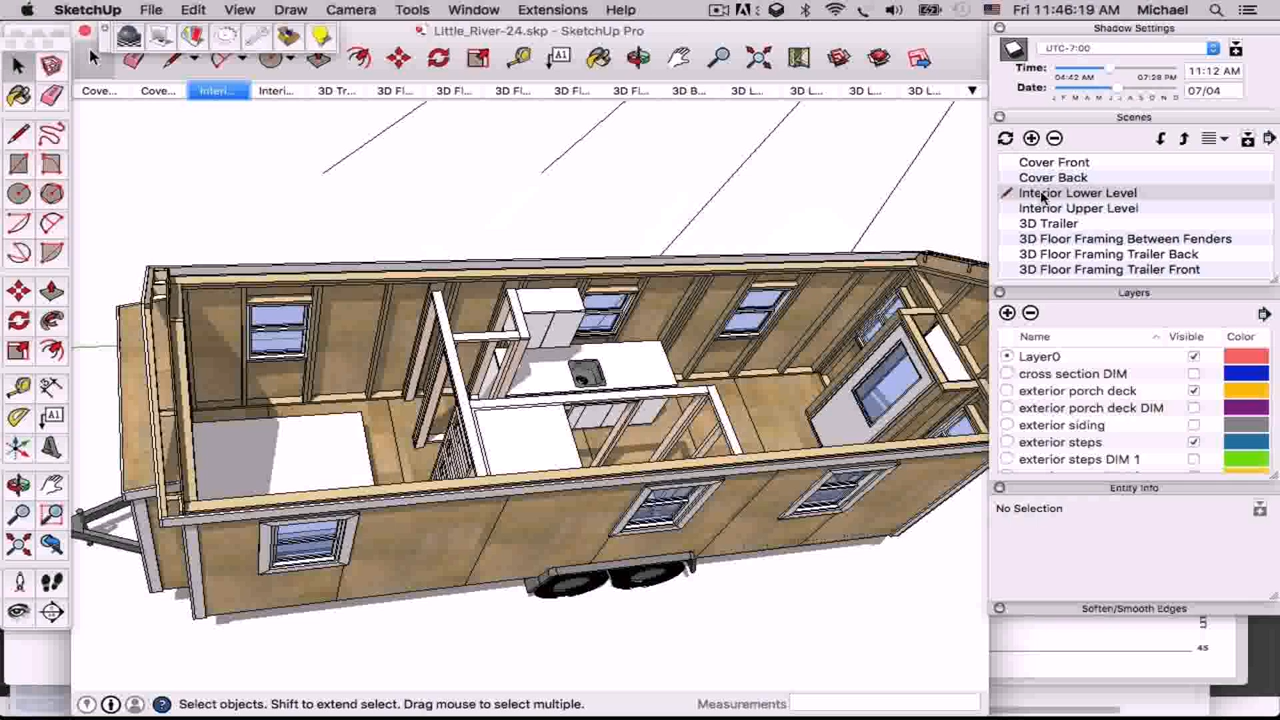 SketchUp File Edit View Draw Camera Tools Window Extensions Help Fri 11:46:19 AM Michael
Little_River-24.skp - SketchUp Pro
Cove... Cove... Interi... Interi... 3D Tr... 3D Fl... 3D Fl... 3D Fl... 3D Fl... 3D Fl... 3D B... 3D L... 3D L... 3D L... 3D L...
Shadow Settings
UTC-7:00
Time: 04:42 AM 07:28 PM 11:12 AM
Date: J F M A M J J A S O N D 07/04
Scenes
Cover Front
Cover Back
Interior Lower Level
Interior Upper Level
3D Trailer
3D Floor Framing Between Fenders
3D Floor Framing Trailer Back
3D Floor Framing Trailer Front
Layers
Name Visible Color
Layer0
cross section DIM
exterior porch deck
exterior porch deck DIM
exterior siding
exterior steps
exterior steps DIM 1
Entity Info
No Selection
Soften/Smooth Edges
Select objects. Shift to extend select. Drag mouse to select multiple. Measurements